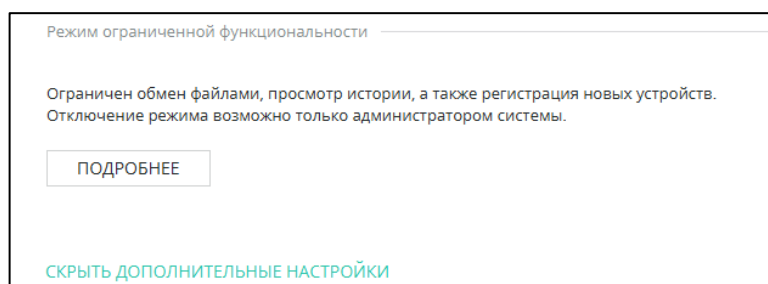 Режим ограниченной функциональности
Ограничен обмен файлами, просмотр истории, а также регистрация новых устройств.
Отключение режима возможно только администратором системы.
ПОДРОБНЕЕ
СКРЫТЬ ДОПОЛНИТЕЛЬНЫЕ НАСТРОЙКИ